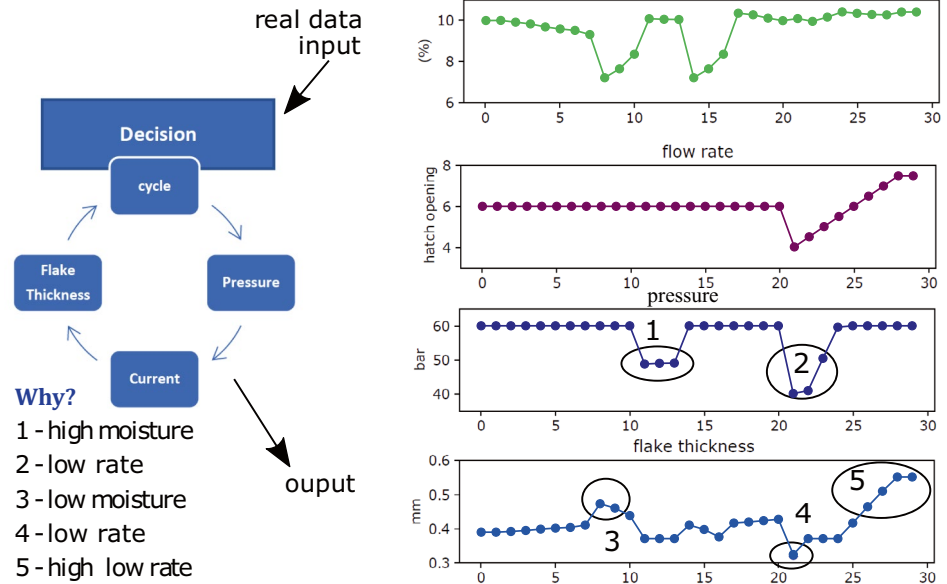 real data
input
Decision
cycle
Flake
Thickness
Pressure
Current
Why?
1 - high moisture
2 - low rate
3 - low moisture
4 - low rate
5 - high low rate
ouput
10
8
6
(%)
0 5 10 15 20 25 30
flow rate
8
6
4
hatch opening
0 5 10 15 20 25 30
pressure
60
50
40
bar
1
2
0 5 10 15 20 25 30
flake thickness
0.6
0.5
0.4
0.3
mm
3
4
5
0 5 10 15 20 25 30